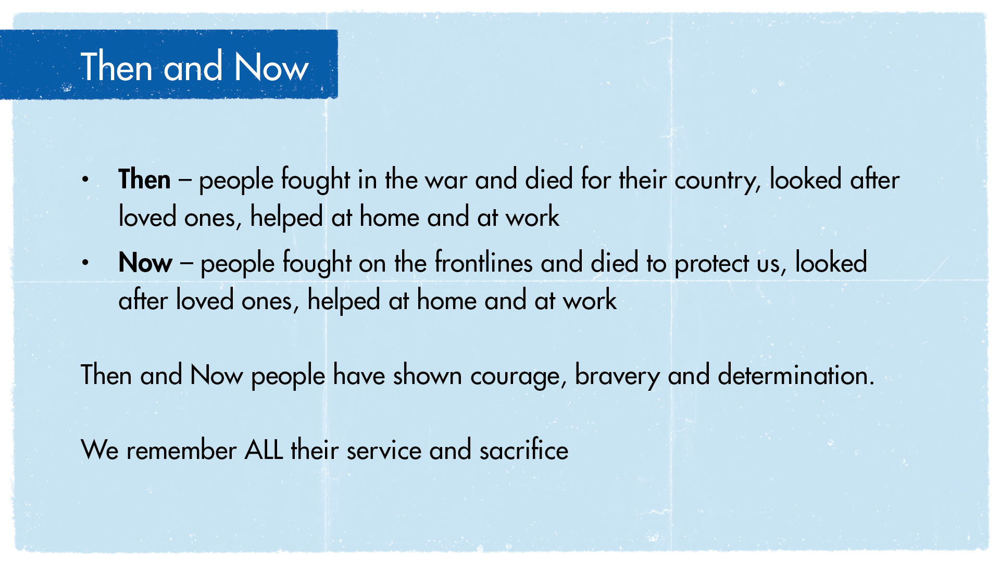 Then and Now
• Then – people fought in the war and died for their country, looked after
loved ones, helped at home and at work
• Now – people fought on the frontlines and died to protect us, looked
after loved ones, helped at home and at work
Then and Now people have shown courage, bravery and determination.
We remember ALL their service and sacrifice